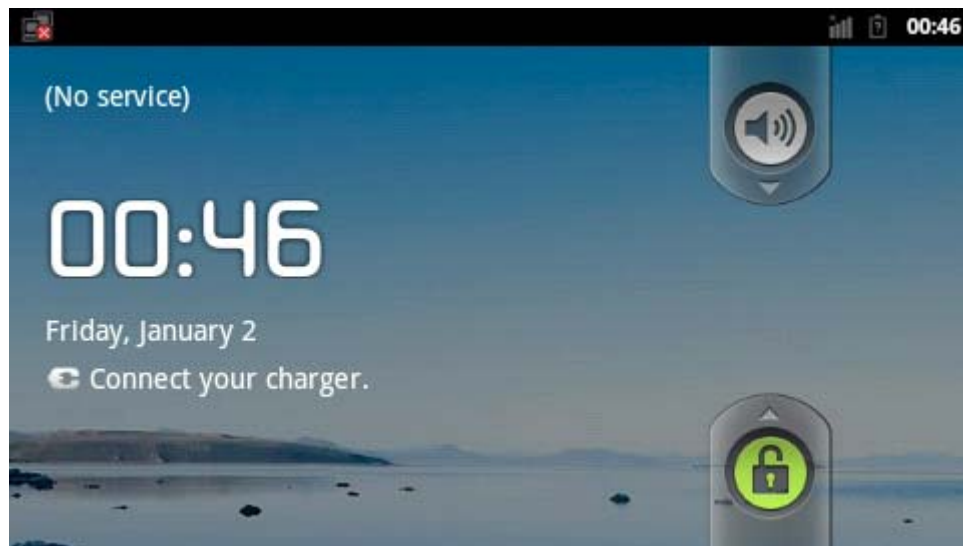 00:46
(No service)
00:46
Friday, January 2
Connect your charger.